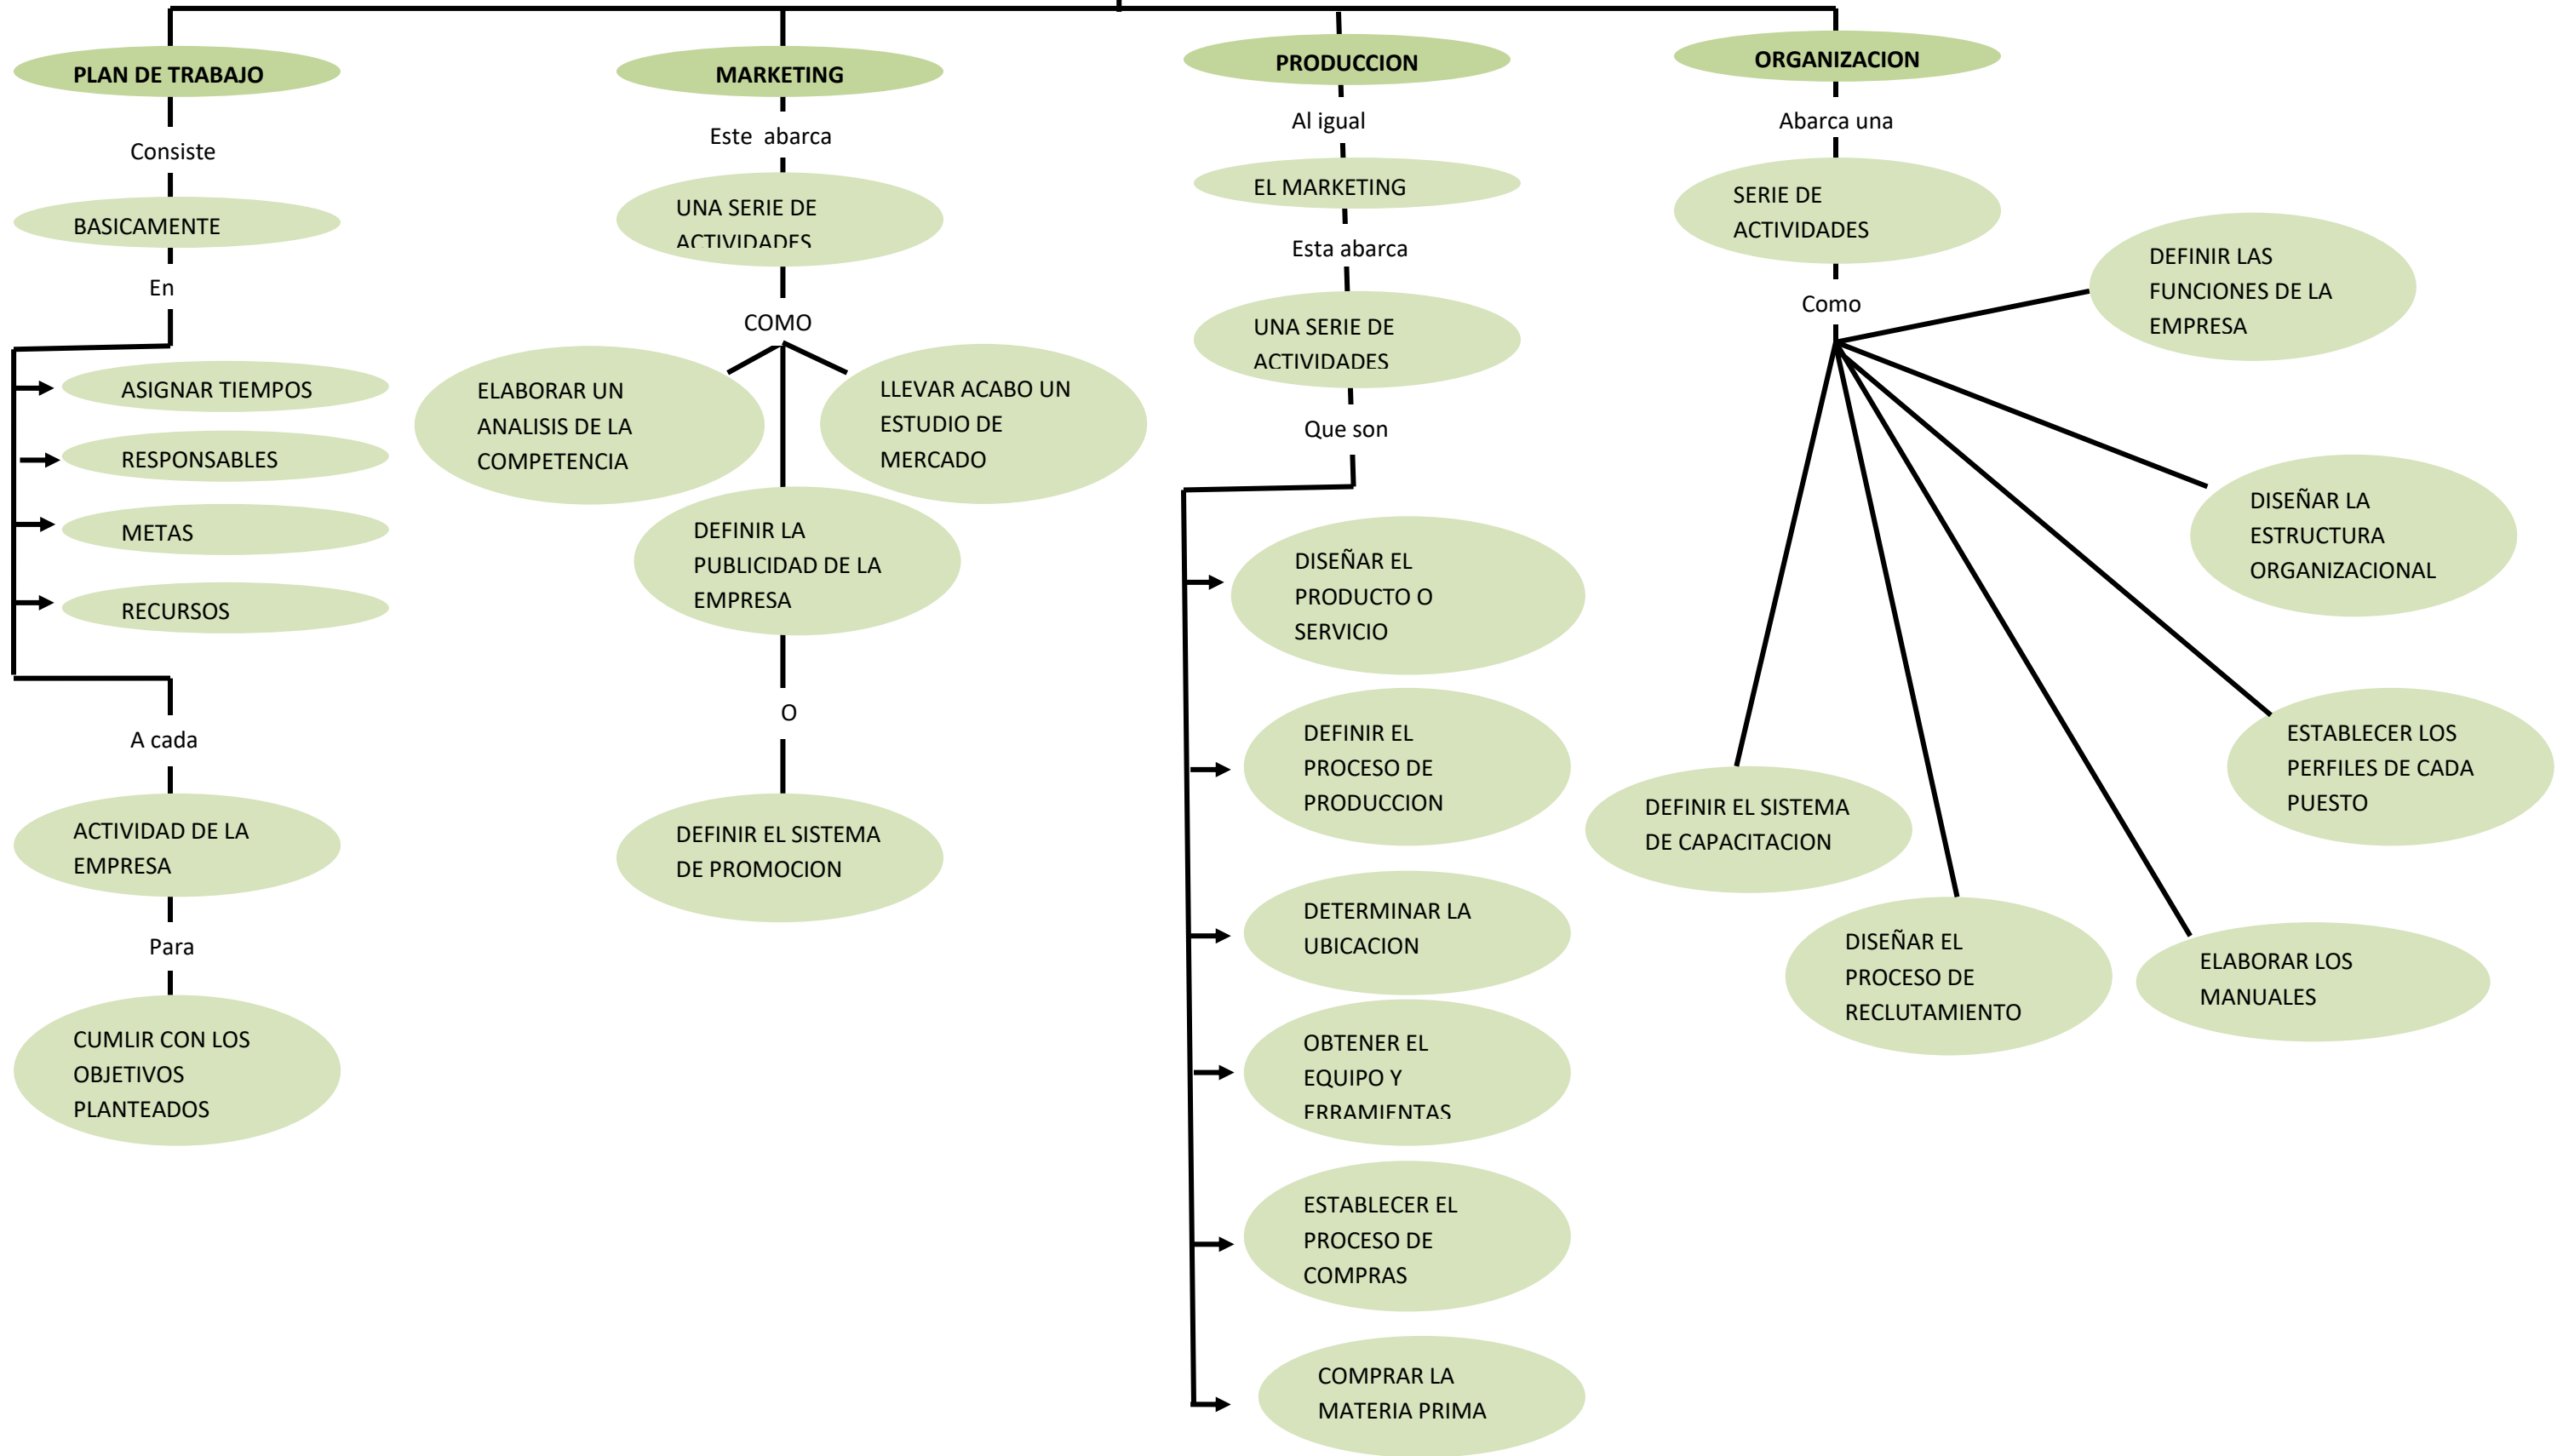 PLAN DE TRABAJO
Consiste
BASICAMENTE
En
ASIGNAR TIEMPOS
RESPONSABLES
METAS
RECURSOS
A cada
ACTIVIDAD DE LA
EMPRESA
Para
CUMLIR CON LOS
OBJETIVOS
PLANTEADOS
MARKETING
Este abarca
UNA SERIE DE
ACTIVIDADES
COMO
ELABORAR UN
ANALISIS DE LA
COMPETENCIA
LLEVAR ACABO UN
ESTUDIO DE
MERCADO
DEFINIR LA
PUBLICIDAD DE LA
EMPRESA
O
DEFINIR EL SISTEMA
DE PROMOCION
PRODUCCION
Al igual
EL MARKETING
Esta abarca
UNA SERIE DE
ACTIVIDADES
Que son
DISEÑAR EL
PRODUCTO O
SERVICIO
DEFINIR EL
PROCESO DE
PRODUCCION
DETERMINAR LA
UBICACION
OBTENER EL
EQUIPO Y
ERRAMIENTAS
ESTABLECER EL
PROCESO DE
COMPRAS
COMPRAR LA
MATERIA PRIMA
ORGANIZACION
Abarca una
SERIE DE
ACTIVIDADES
Como
DEFINIR LAS
FUNCIONES DE LA
EMPRESA
DISEÑAR LA
ESTRUCTURA
ORGANIZACIONAL
ESTABLECER LOS
PERFILES DE CADA
PUESTO
ELABORAR LOS
MANUALES
DISEÑAR EL
PROCESO DE
RECLUTAMIENTO
DEFINIR EL SISTEMA
DE CAPACITACION